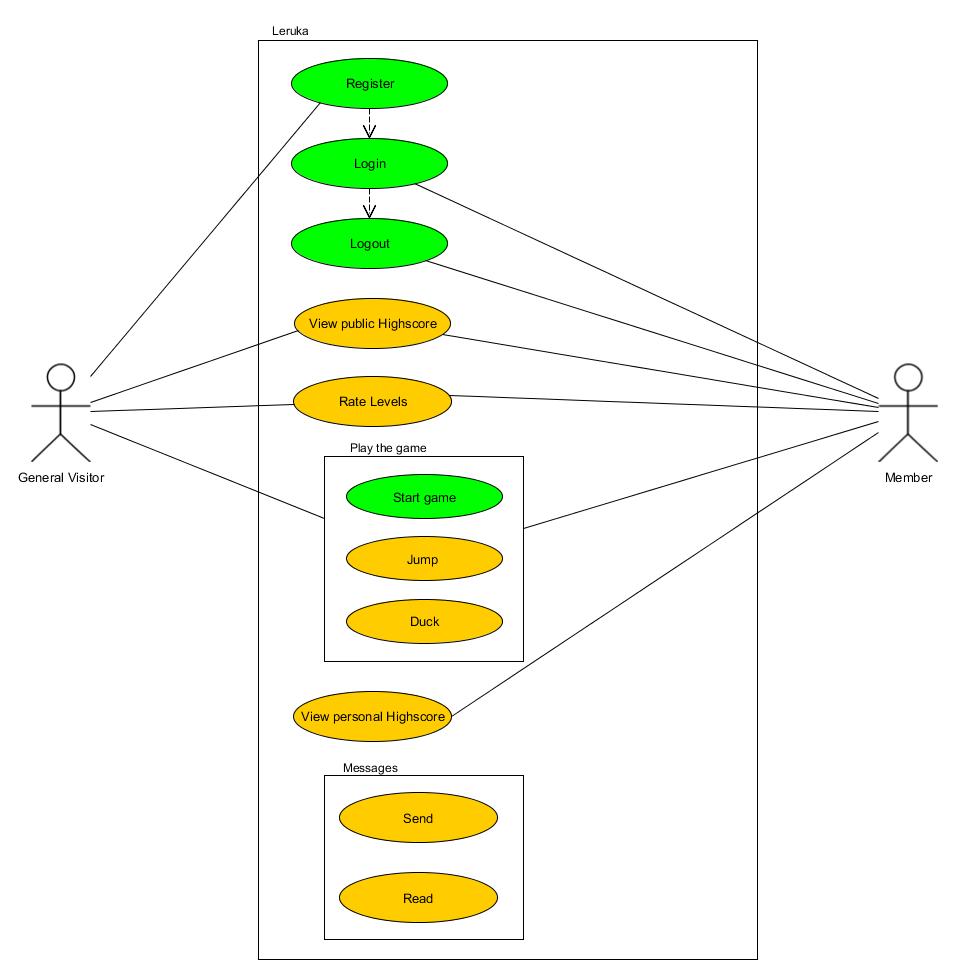 Leruka
Register
Login
Logout
View public Highscore
Rate Levels
Play the game
General Visitor
Member
Start game
Jump
Duck
View personal Highscore
Messages
Send
Read